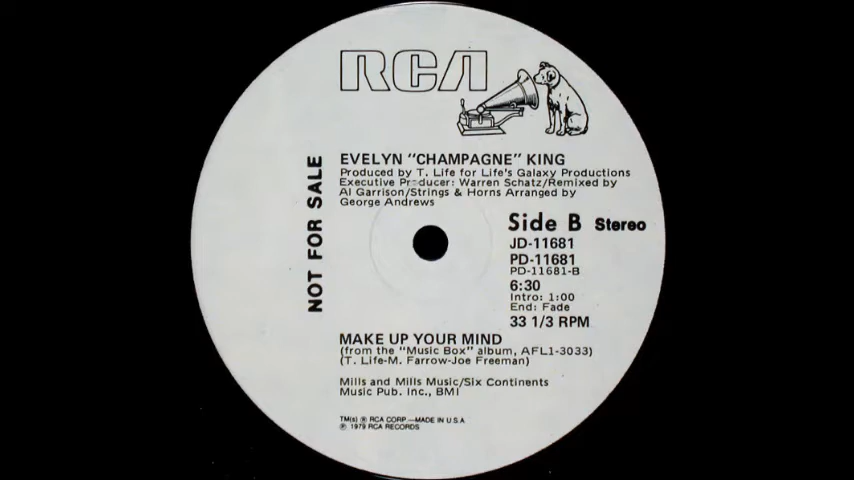 RCA
NOT FOR SALE
EVELYN "CHAMPAGNE" KING
Produced by T. Life for Life's Galaxy Productions
Executive Producer: Warren Schatz/Remixed by
Al Garrison/Strings & Horns Arranged by
George Andrews
Side B Stereo
JD-11681
PD-11681
PD-11681-B
6:30
Intro: 1:00
End: Fade
33 1/3 RPM
MAKE UP YOUR MIND
(from the "Music Box" album, AFL1-3033)
(T. Life-M. Farrow-Joe Freeman)
Mills and Mills Music/Six Continents
Music Pub. Inc., BMI
TM(s) ® RCA CORP—MADE IN U.S.A
℗ 1979 RCA RECORDS